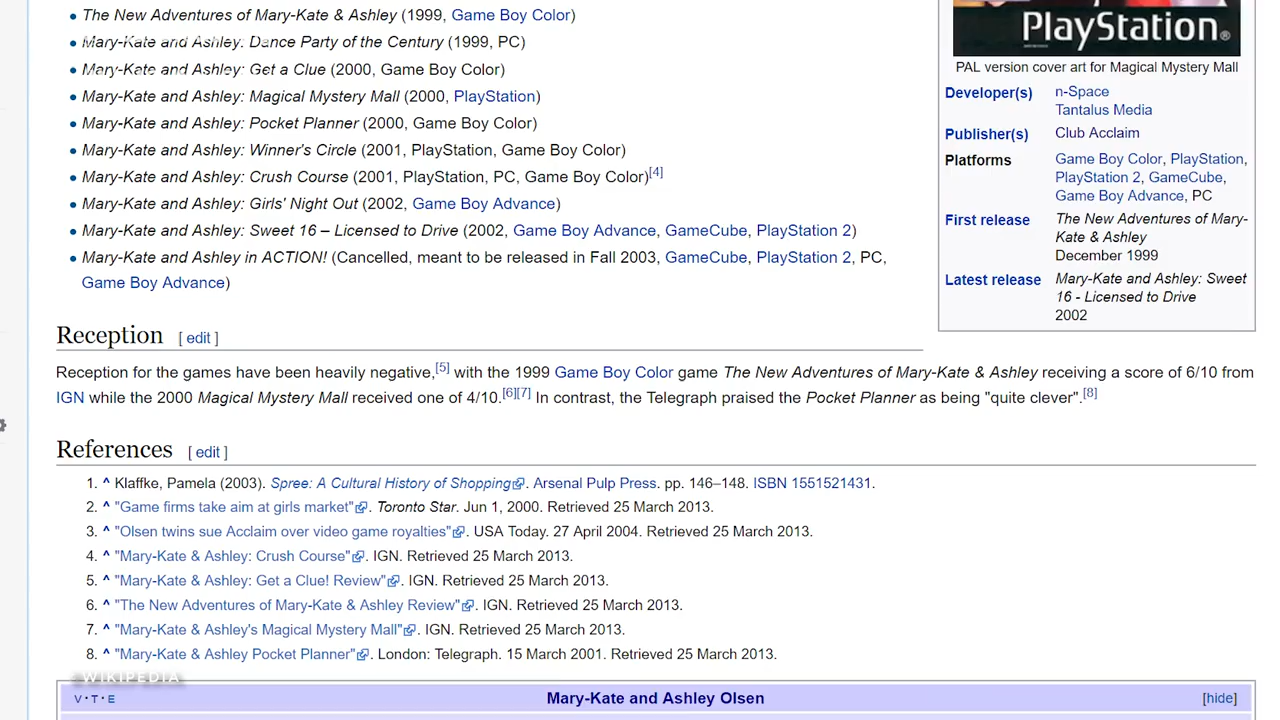 The New Adventures of Mary-Kate & Ashley (1999, Game Boy Color)
Mary-Kate and Ashley: Dance Party of the Century (1999, PC)
Mary-Kate and Ashley: Get a Clue (2000, Game Boy Color)
Mary-Kate and Ashley: Magical Mystery Mall (2000, PlayStation)
Mary-Kate and Ashley: Pocket Planner (2000, Game Boy Color)
Mary-Kate and Ashley: Winner's Circle (2001, PlayStation, Game Boy Color)
Mary-Kate and Ashley: Crush Course (2001, PlayStation, PC, Game Boy Color)[4]
Mary-Kate and Ashley: Girls' Night Out (2002, Game Boy Advance)
Mary-Kate and Ashley: Sweet 16 – Licensed to Drive (2002, Game Boy Advance, GameCube, PlayStation 2)
Mary-Kate and Ashley in ACTION! (Cancelled, meant to be released in Fall 2003, GameCube, PlayStation 2, PC,
Game Boy Advance)
PlayStation®
PAL version cover art for Magical Mystery Mall
Developer(s) n-Space
Tantalus Media
Publisher(s) Club Acclaim
Platforms Game Boy Color, PlayStation,
PlayStation 2, GameCube,
Game Boy Advance, PC
First release The New Adventures of Mary-
Kate & Ashley
December 1999
Latest release Mary-Kate and Ashley: Sweet
16 - Licensed to Drive
2002
Reception [ edit ]
Reception for the games have been heavily negative,[5] with the 1999 Game Boy Color game The New Adventures of Mary-Kate & Ashley receiving a score of 6/10 from
IGN while the 2000 Magical Mystery Mall received one of 4/10.[6][7] In contrast, the Telegraph praised the Pocket Planner as being "quite clever".[8]
References [ edit ]
1. ^ Klaffke, Pamela (2003). Spree: A Cultural History of Shopping. Arsenal Pulp Press. pp. 146–148. ISBN 1551521431.
2. ^ "Game firms take aim at girls market". Toronto Star. Jun 1, 2000. Retrieved 25 March 2013.
3. ^ "Olsen twins sue Acclaim over video game royalties". USA Today. 27 April 2004. Retrieved 25 March 2013.
4. ^ "Mary-Kate & Ashley: Crush Course". IGN. Retrieved 25 March 2013.
5. ^ "Mary-Kate & Ashley: Get a Clue! Review". IGN. Retrieved 25 March 2013.
6. ^ "The New Adventures of Mary-Kate & Ashley Review". IGN. Retrieved 25 March 2013.
7. ^ "Mary-Kate & Ashley's Magical Mystery Mall". IGN. Retrieved 25 March 2013.
8. ^ "Mary-Kate & Ashley Pocket Planner". London: Telegraph. 15 March 2001. Retrieved 25 March 2013.
WIKIPEDIA
V·T·E Mary-Kate and Ashley Olsen [hide]